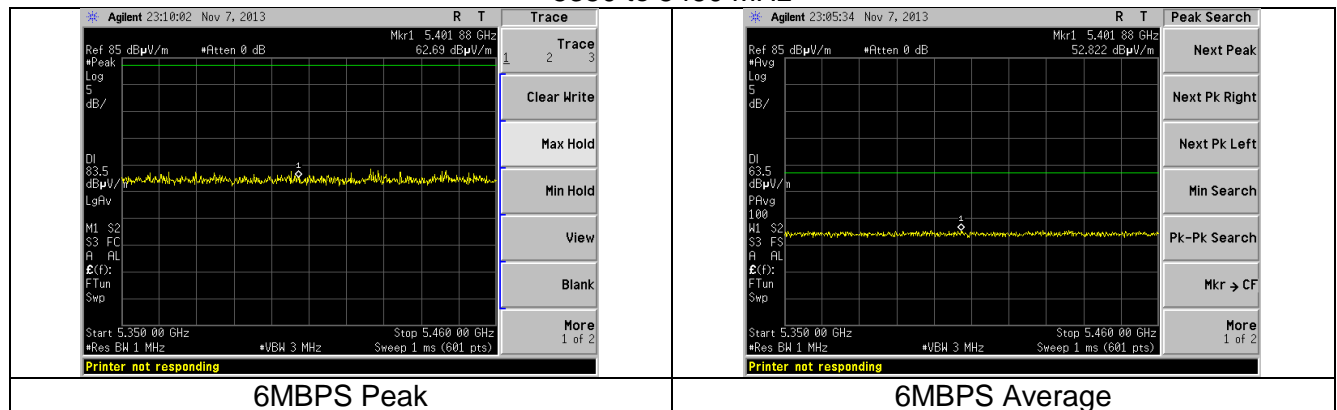 Agilent 23:10:02 Nov 7, 2013 R T Trace
Mkr1 5.401 88 GHz
Ref 85 dBµV/m #Atten 0 dB 62.69 dBµV/m
#Peak
Log
5
dB/
DI
83.5
dBµV/m
LgAv
M1 S2
S3 FC
A AL
£(f):
FTun
Swp
1
Start 5.350 00 GHz Stop 5.460 00 GHz
#Res BW 1 MHz #VBW 3 MHz Sweep 1 ms (601 pts)
Printer not responding
Trace
1 2 3
Clear Write
Max Hold
Min Hold
View
Blank
More
1 of 2
6MBPS Peak
Agilent 23:05:34 Nov 7, 2013 R T Peak Search
Mkr1 5.401 88 GHz
Ref 85 dBµV/m #Atten 0 dB 52.822 dBµV/m
#Avg
Log
5
dB/
DI
63.5
dBµV/m
PAvg
100
W1 S2
S3 FS
A AL
£(f):
FTun
Swp
1
Start 5.350 00 GHz Stop 5.460 00 GHz
#Res BW 1 MHz #VBW 3 MHz Sweep 1 ms (601 pts)
Printer not responding
Next Peak
Next Pk Right
Next Pk Left
Min Search
Pk-Pk Search
Mkr → CF
More
1 of 2
6MBPS Average